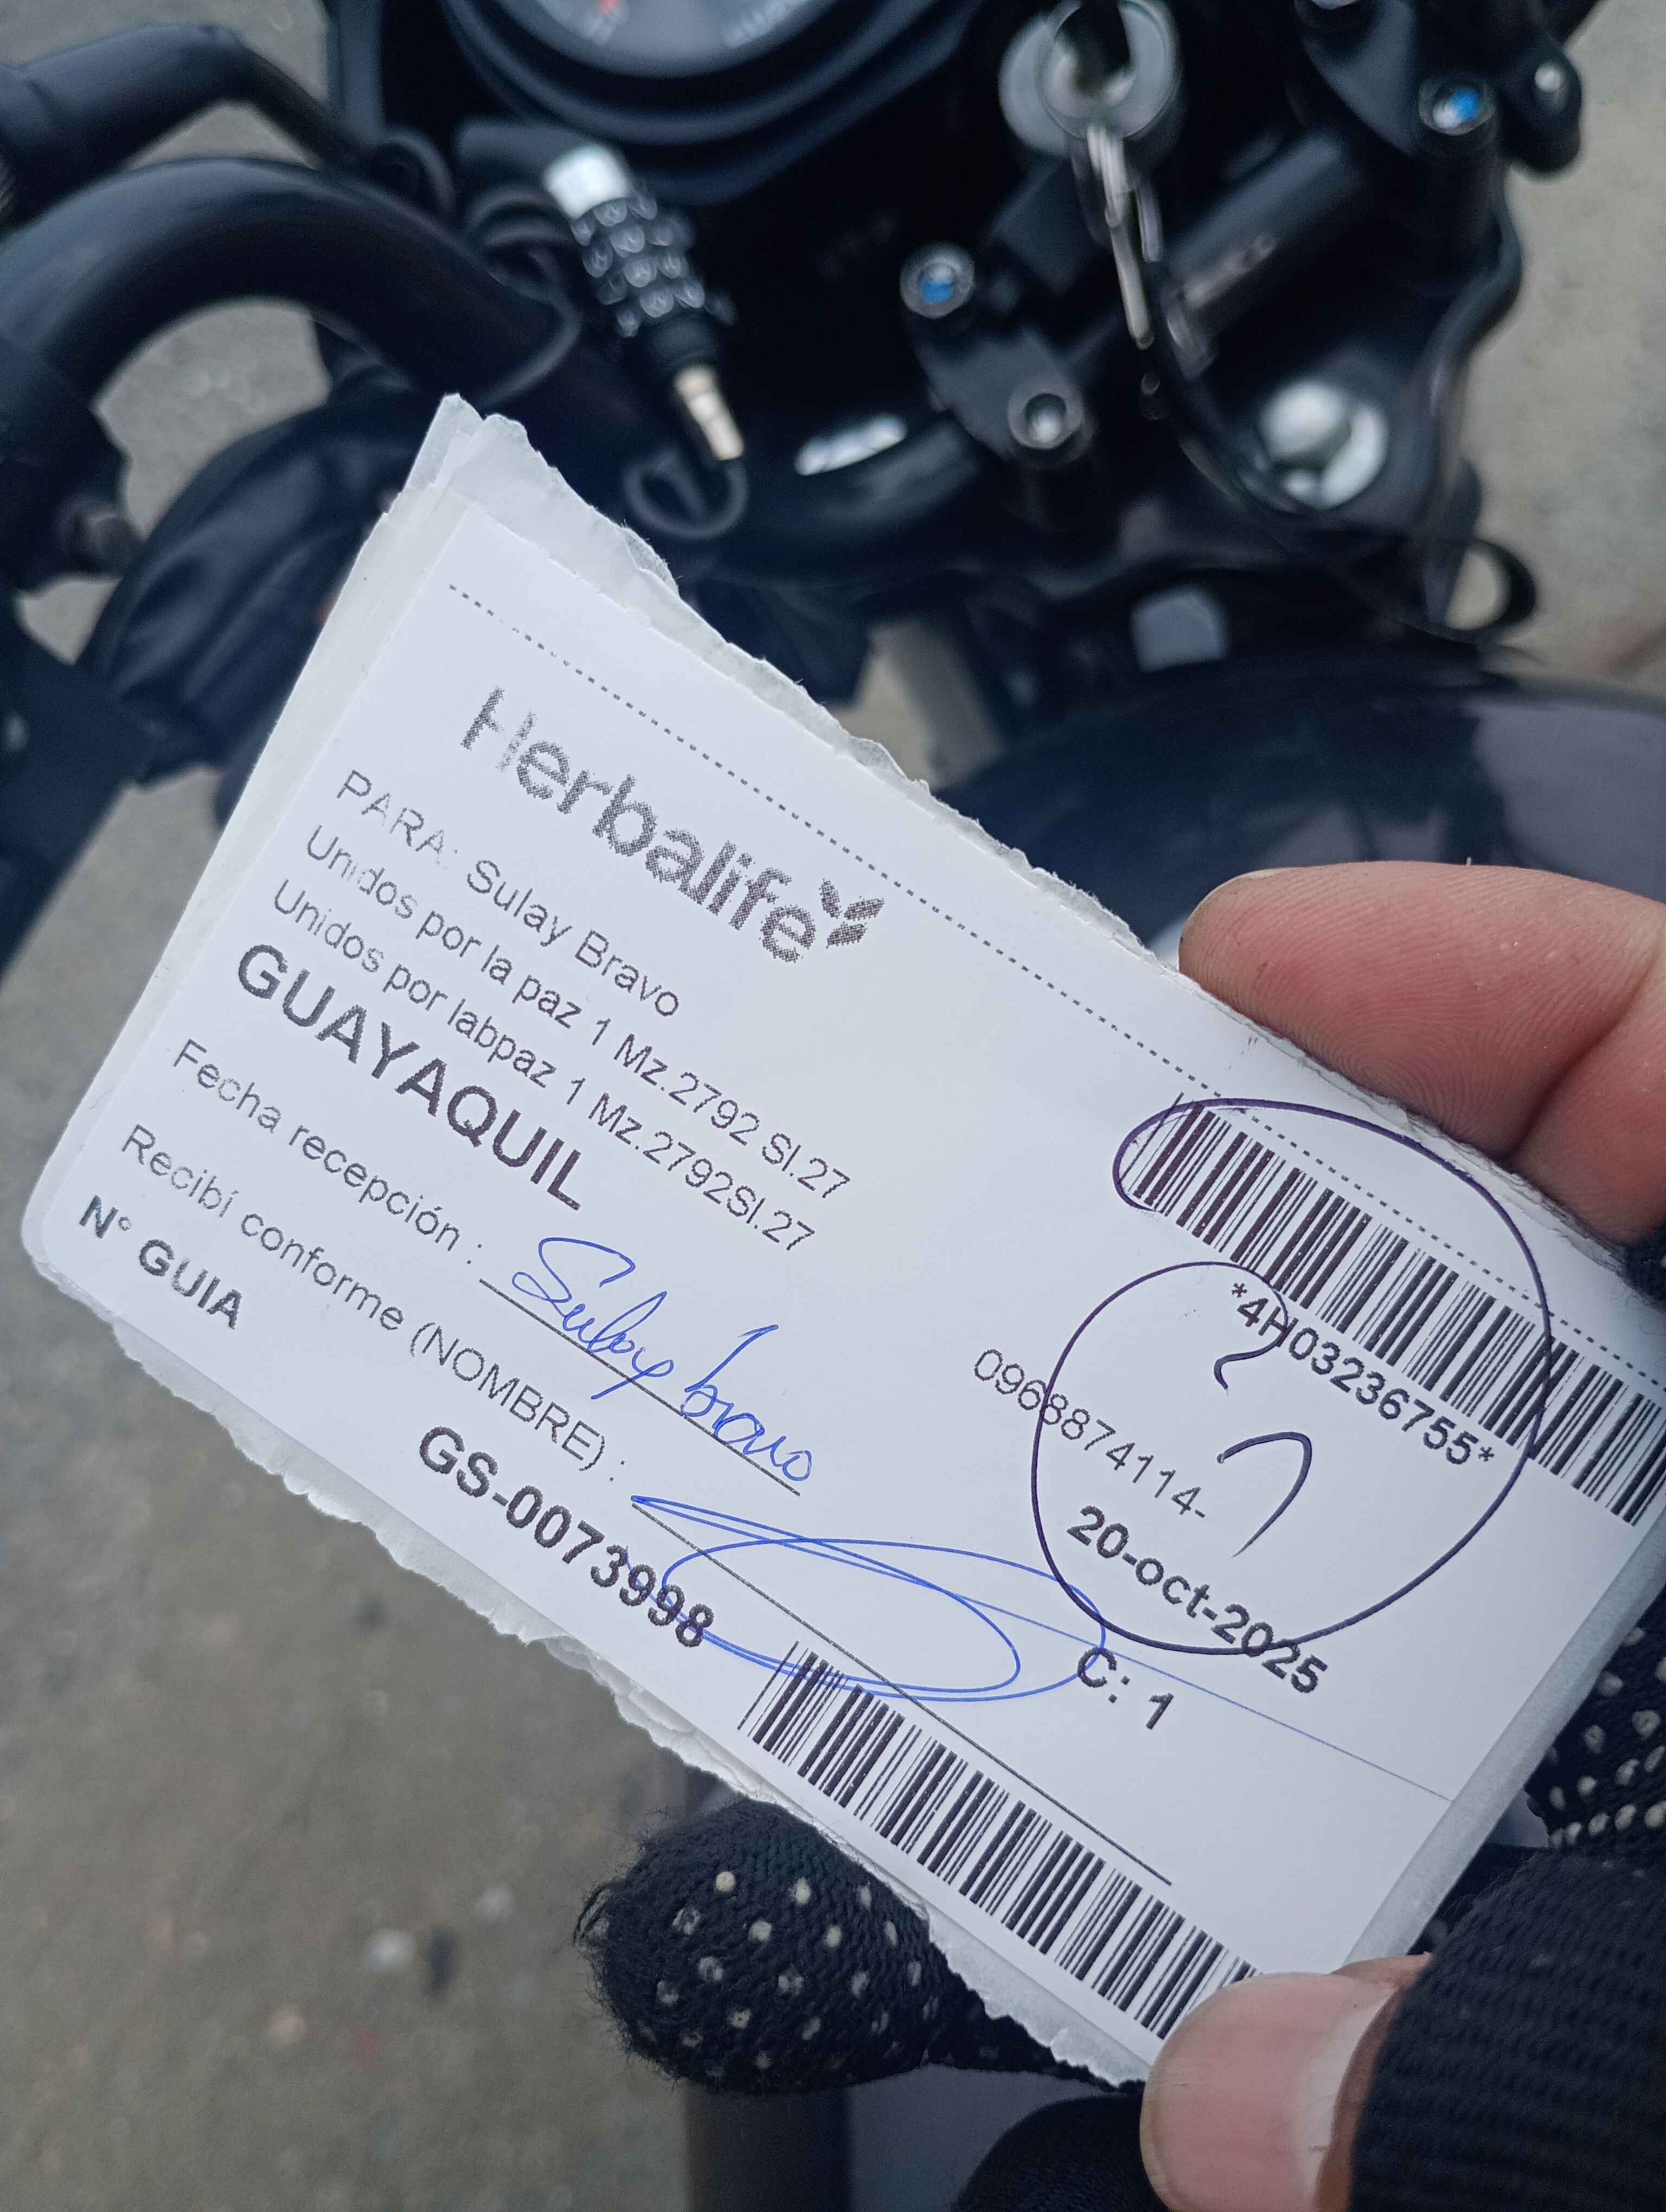 Herbalife
*4H03236755*
PARA: Sulay Bravo
Unidos por la paz 1 Mz.2792 Sl.27
Unidos por labpaz 1 Mz.2792Sl.27
0968874114-
GUAYAQUIL
20-oct-2025
Fecha recepción : Sulay bravo
C: 1
Recibí conforme (NOMBRE) :
N° GUIA GS-0073998